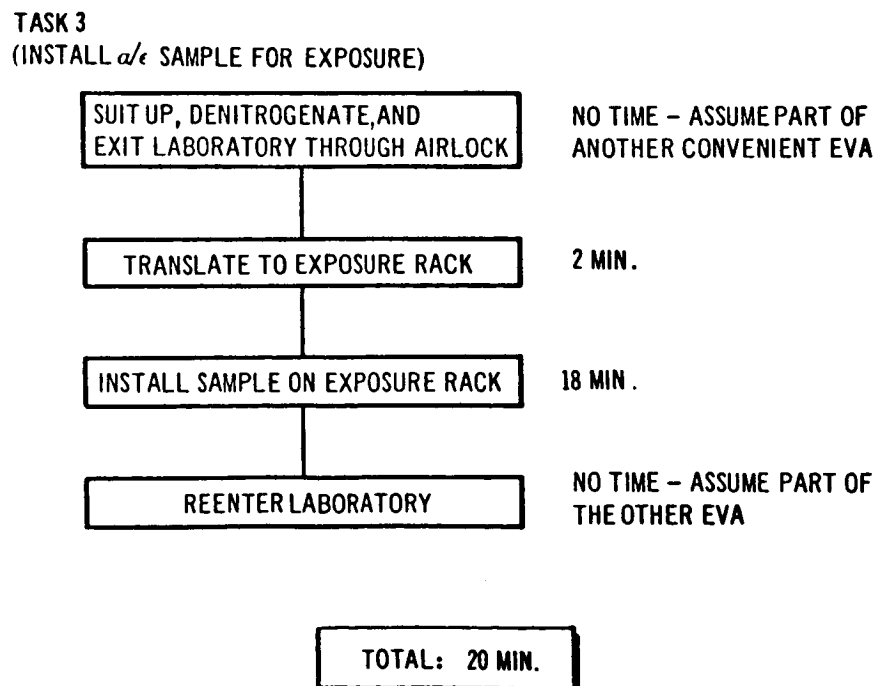 TASK 3
(INSTALL α/ϵ SAMPLE FOR EXPOSURE)
SUIT UP, DENITROGENATE, AND
EXIT LABORATORY THROUGH AIRLOCK
NO TIME – ASSUME PART OF
ANOTHER CONVENIENT EVA
TRANSLATE TO EXPOSURE RACK
2 MIN.
INSTALL SAMPLE ON EXPOSURE RACK
18 MIN.
REENTER LABORATORY
NO TIME – ASSUME PART OF
THE OTHER EVA
TOTAL: 20 MIN.